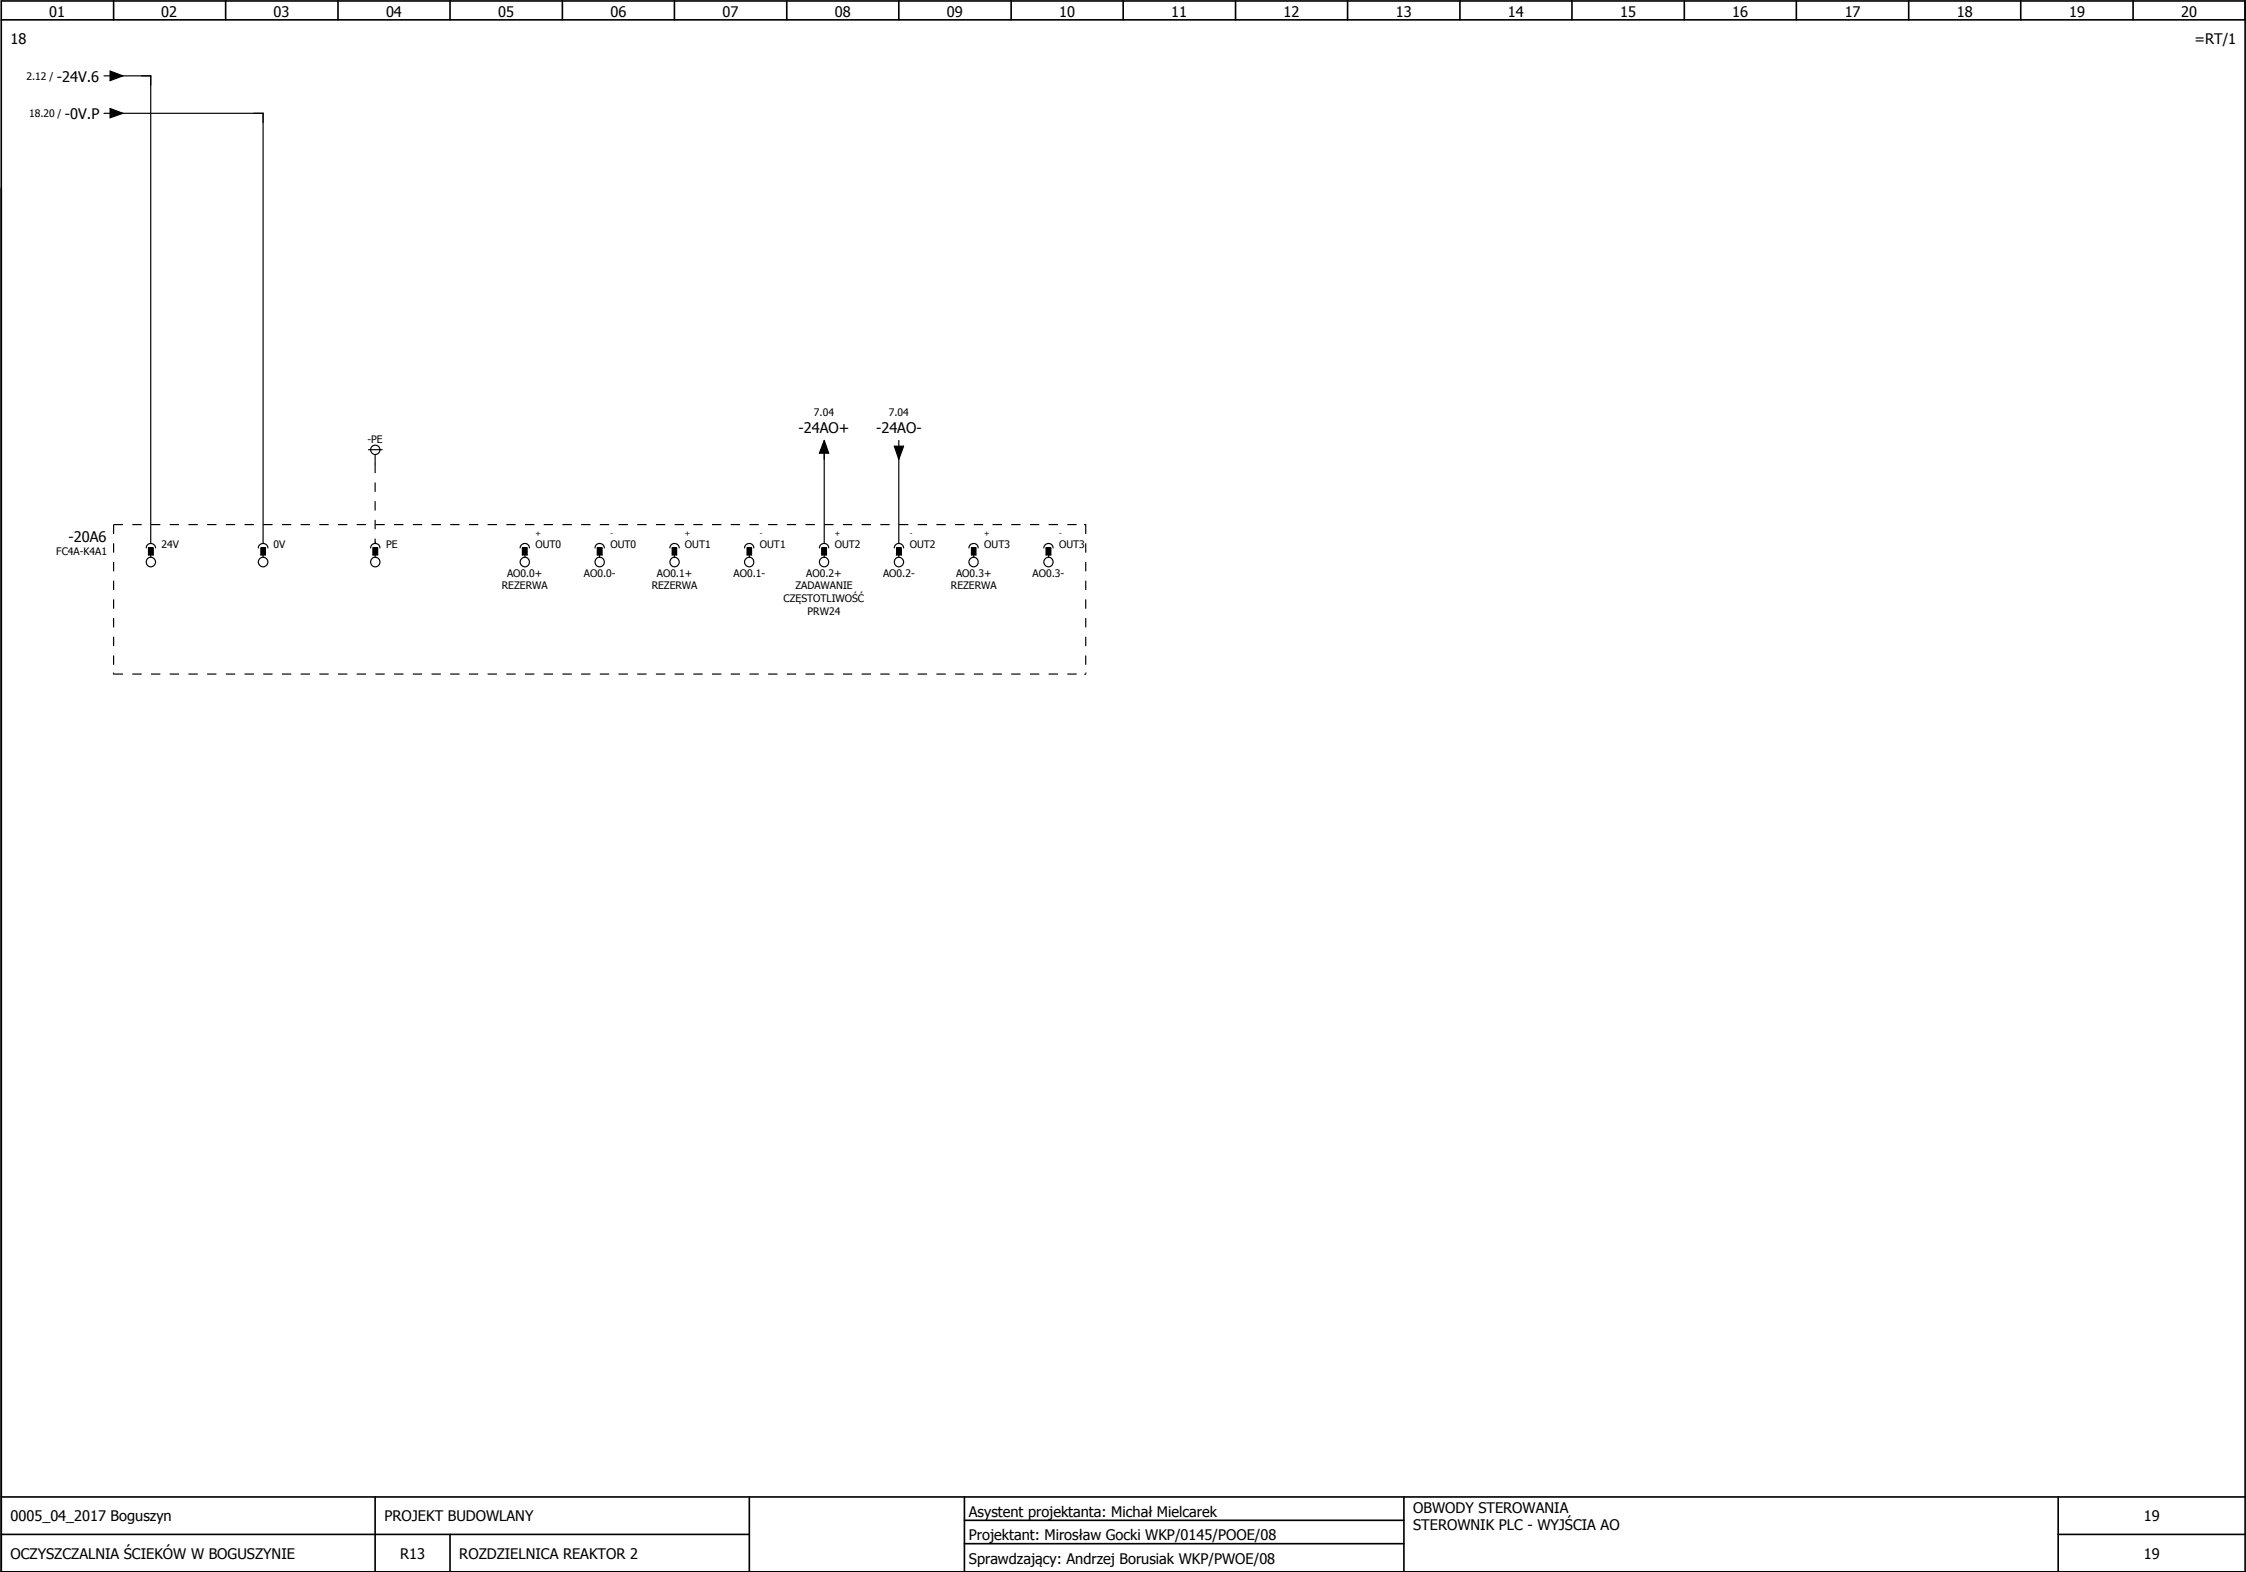 01 02 03 04 05 06 07 08 09 10 11 12 13 14 15 16 17 18 19 20
18
=RT/1
2.12 / -24V.6
18.20 / -0V.P
7.04
-24AO+
7.04
-24AO-
-PE
-20A6
FC4A-K4A1
24V
0V
PE
+
OUT0
-
OUT0
+
OUT1
-
OUT1
+
OUT2
-
OUT2
+
OUT3
-
OUT3
AO0.0+
REZERWA
AO0.0-
AO0.1+
REZERWA
AO0.1-
AO0.2+
ZADAWANIE
CZĘSTOTLIWOŚĆ
PRW24
AO0.2-
AO0.3+
REZERWA
AO0.3-
0005_04_2017 Boguszyn
PROJEKT BUDOWLANY
OCZYSZCZALNIA ŚCIEKÓW W BOGUSZYNIE
R13
ROZDZIELNICA REAKTOR 2
Asystent projektanta: Michał Mielcarek
Projektant: Mirosław Gocki WKP/0145/POOE/08
Sprawdzający: Andrzej Borusiak WKP/PWOE/08
OBWODY STEROWANIA
STEROWNIK PLC - WYJŚCIA AO
19
19